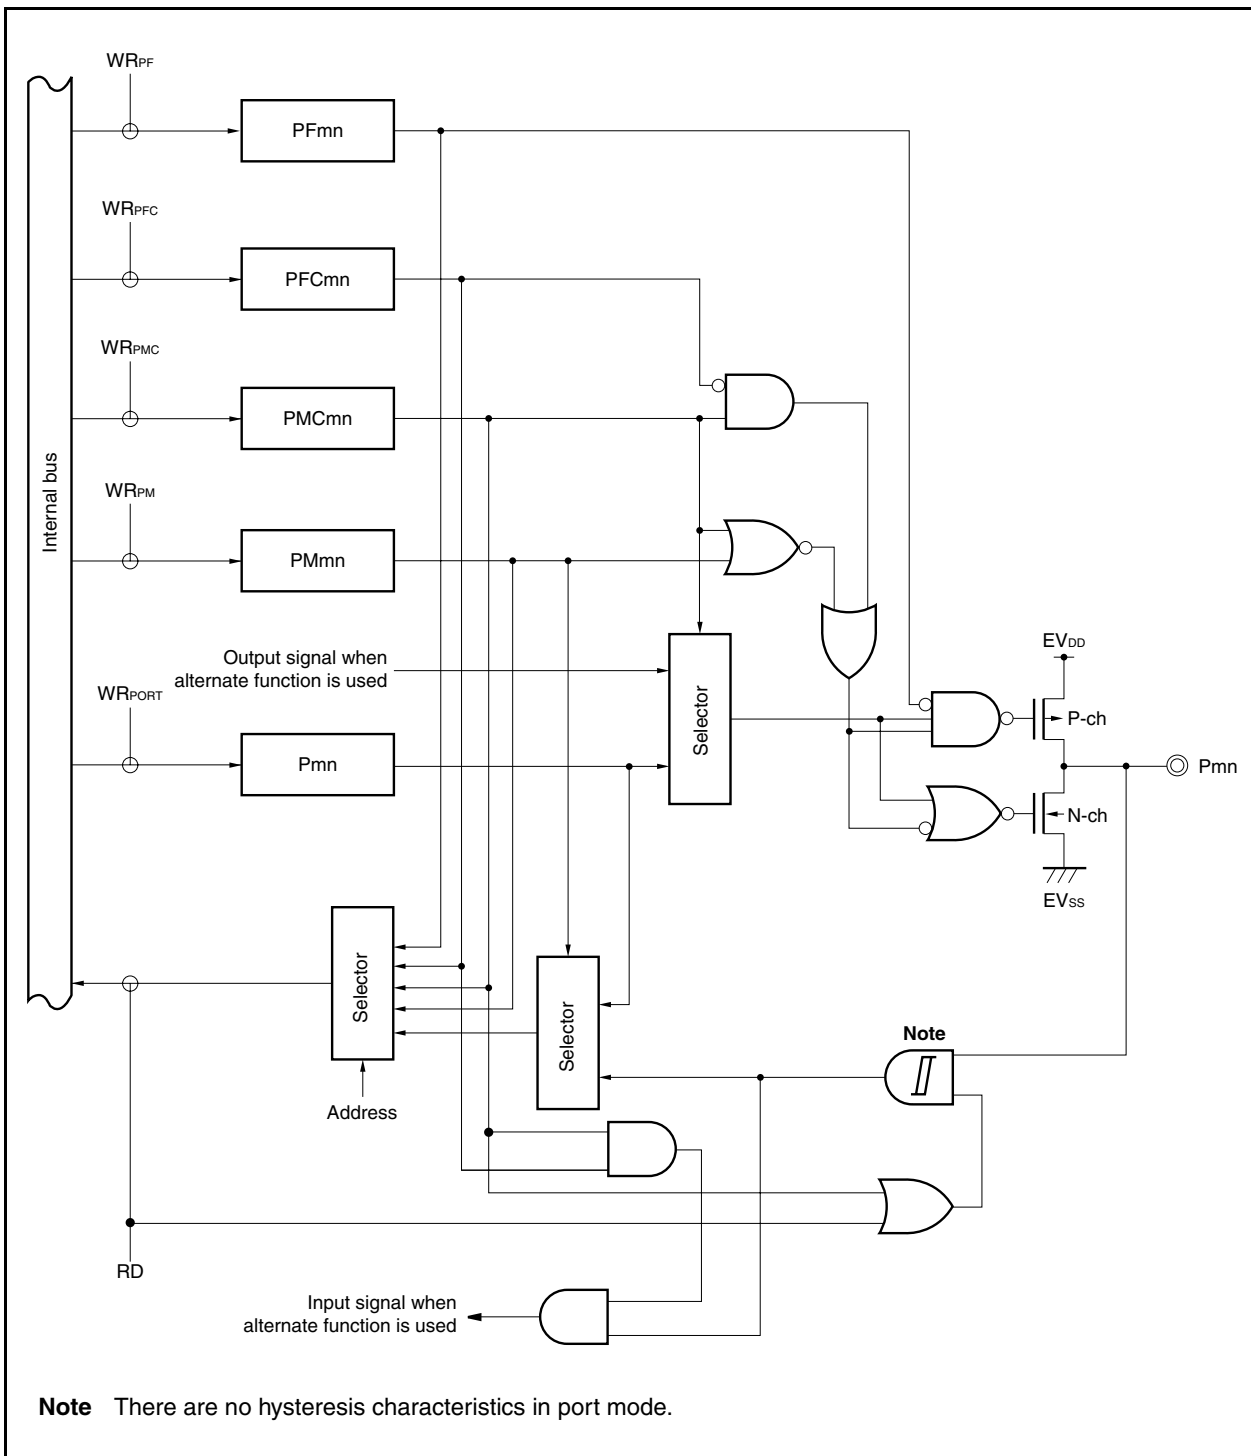 WRPF
PFmn
WRPFC
PFCmn
WRPMC
PMCmn
Internal bus
WRPM
PMmn
Output signal when
alternate function is used
WRPORT
Pmn
Selector
EVDD
P-ch
Pmn
N-ch
EVSS
Selector
Selector
Note
Address
RD
Input signal when
alternate function is used
Note There are no hysteresis characteristics in port mode.